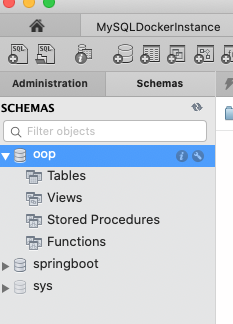 MySQLDockerInstance
SQL SQL
Administration Schemas
SCHEMAS
Filter objects
oop
Tables
Views
Stored Procedures
Functions
springboot
sys